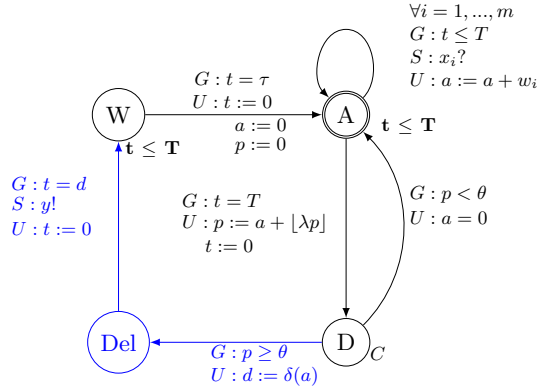 ∀i = 1, ..., m
G : t ≤ T
S : x_i?
U : a := a + w_i
G : t = τ
U : t := 0
a := 0
p := 0
W
A
t ≤ T
t ≤ T
G : t = d
S : y!
U : t := 0
G : t = T
U : p := a + ⌊λp⌋
t := 0
G : p < θ
U : a = 0
Del
D
C
G : p ≥ θ
U : d := δ(a)